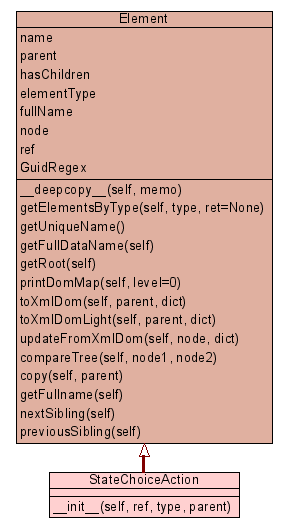 Element
name
parent
hasChildren
elementType
fullName
node
ref
GuidRegex
__deepcopy__(self, memo)
getElementsByType(self, type, ret=None)
getUniqueName()
getFullDataName(self)
getRoot(self)
printDomMap(self, level=0)
toXmlDom(self, parent, dict)
toXmlDomLight(self, parent, dict)
updateFromXmlDom(self, node, dict)
compareTree(self, node1, node2)
copy(self, parent)
getFullname(self)
nextSibling(self)
previousSibling(self)
StateChoiceAction
__init__(self, ref, type, parent)